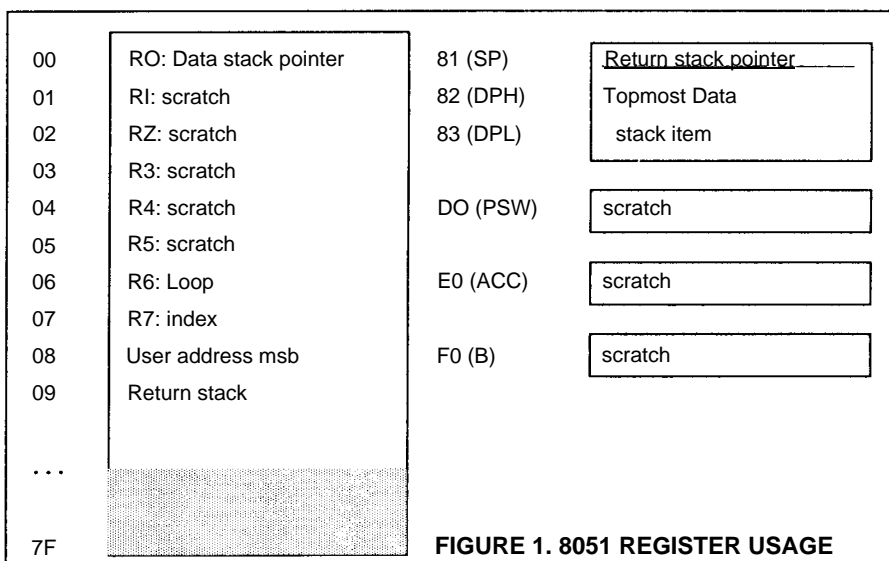 00 RO: Data stack pointer
01 RI: scratch
02 RZ: scratch
03 R3: scratch
04 R4: scratch
05 R5: scratch
06 R6: Loop
07 R7: index
08 User address msb
09 Return stack
...
7F
81 (SP) Return stack pointer
82 (DPH) Topmost Data
83 (DPL) stack item
DO (PSW) scratch
E0 (ACC) scratch
F0 (B) scratch
FIGURE 1. 8051 REGISTER USAGE